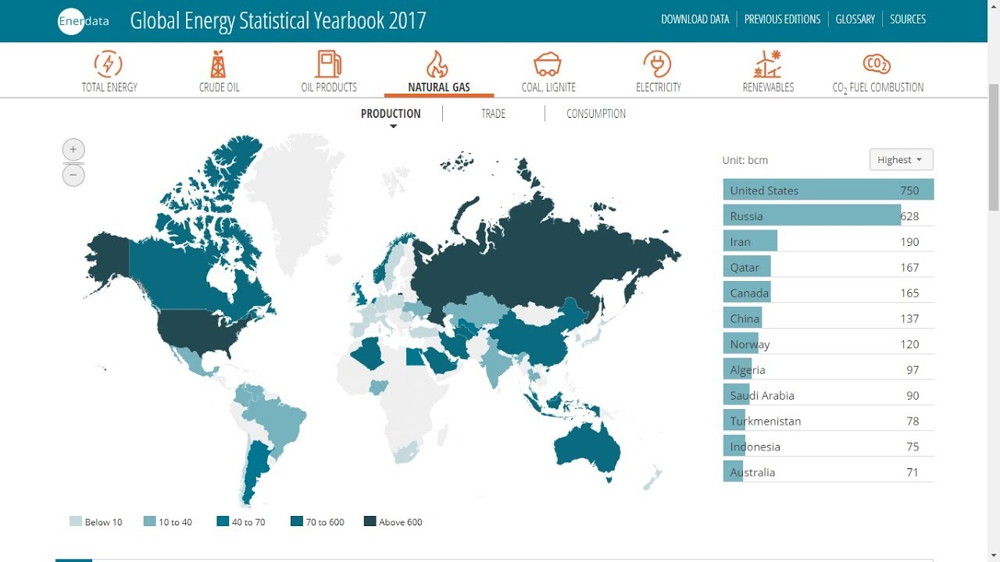 Enerdata
Global Energy Statistical Yearbook 2017
DOWNLOAD DATA
PREVIOUS EDITIONS
GLOSSARY
SOURCES
TOTAL ENERGY
CRUDE OIL
OIL PRODUCTS
NATURAL GAS
COAL, LIGNITE
ELECTRICITY
RENEWABLES
CO2
CO₂ FUEL COMBUSTION
PRODUCTION
TRADE
CONSUMPTION
+
−
Unit: bcm
Highest
United States 750
Russia 628
Iran 190
Qatar 167
Canada 165
China 137
Norway 120
Algeria 97
Saudi Arabia 90
Turkmenistan 78
Indonesia 75
Australia 71
Below 10
10 to 40
40 to 70
70 to 600
Above 600